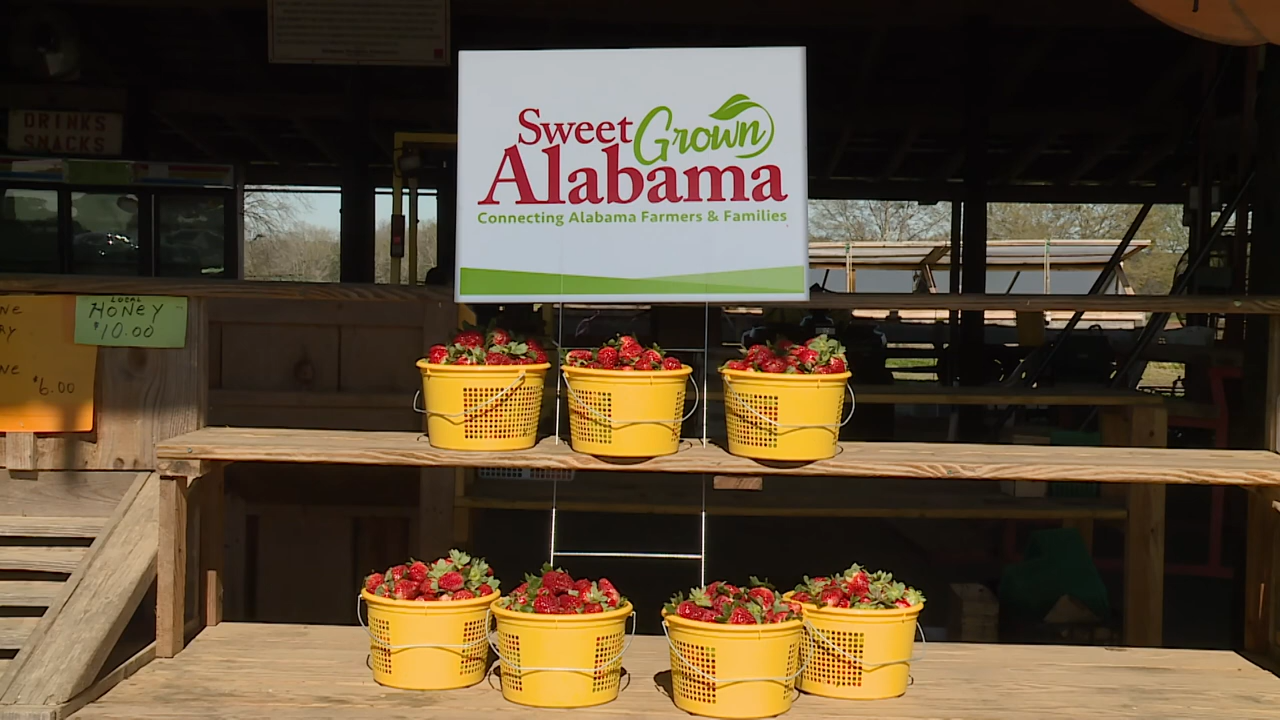 DRINKS
SNACKS
Sweet Grown
Alabama
Connecting Alabama Farmers & Families
LOCAL
HONEY
$10.00
$6.00